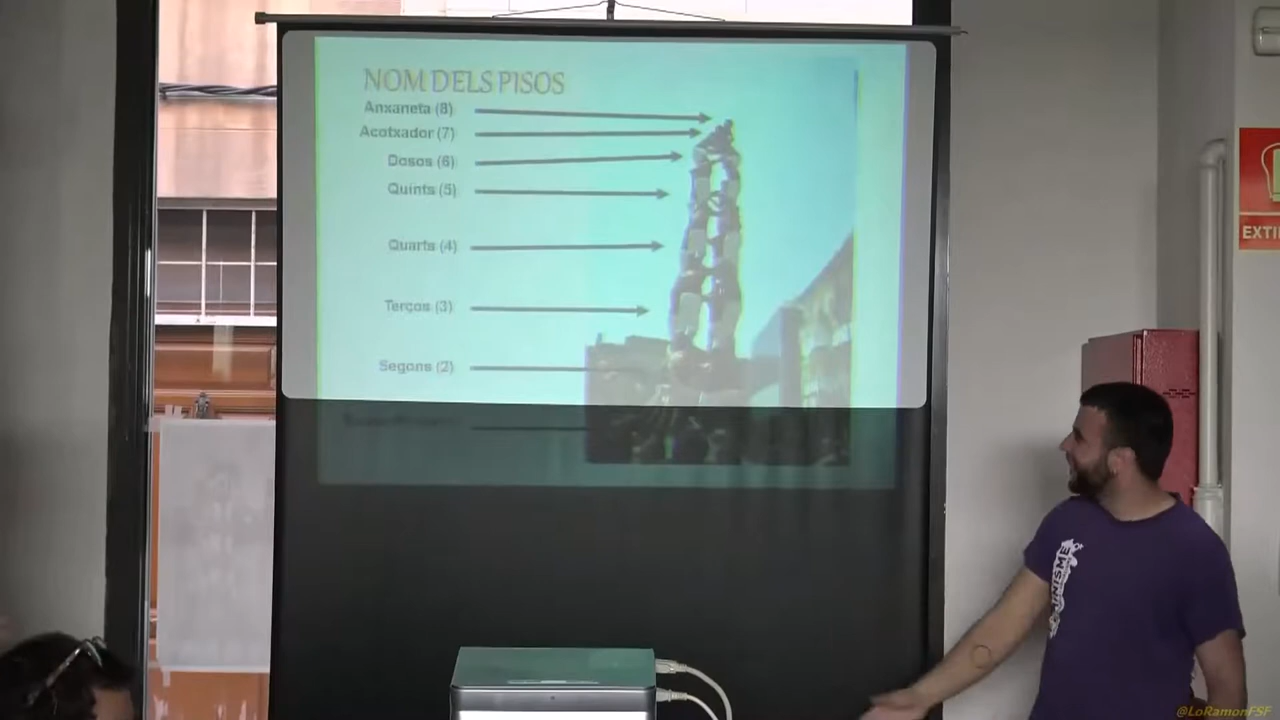 NOM DELS PISOS
Anxaneta (8)
Acotxador (7)
Dosos (6)
Quints (5)
Quarts (4)
Terços (3)
Segons (2)
EXTI
@LoRamonFSF